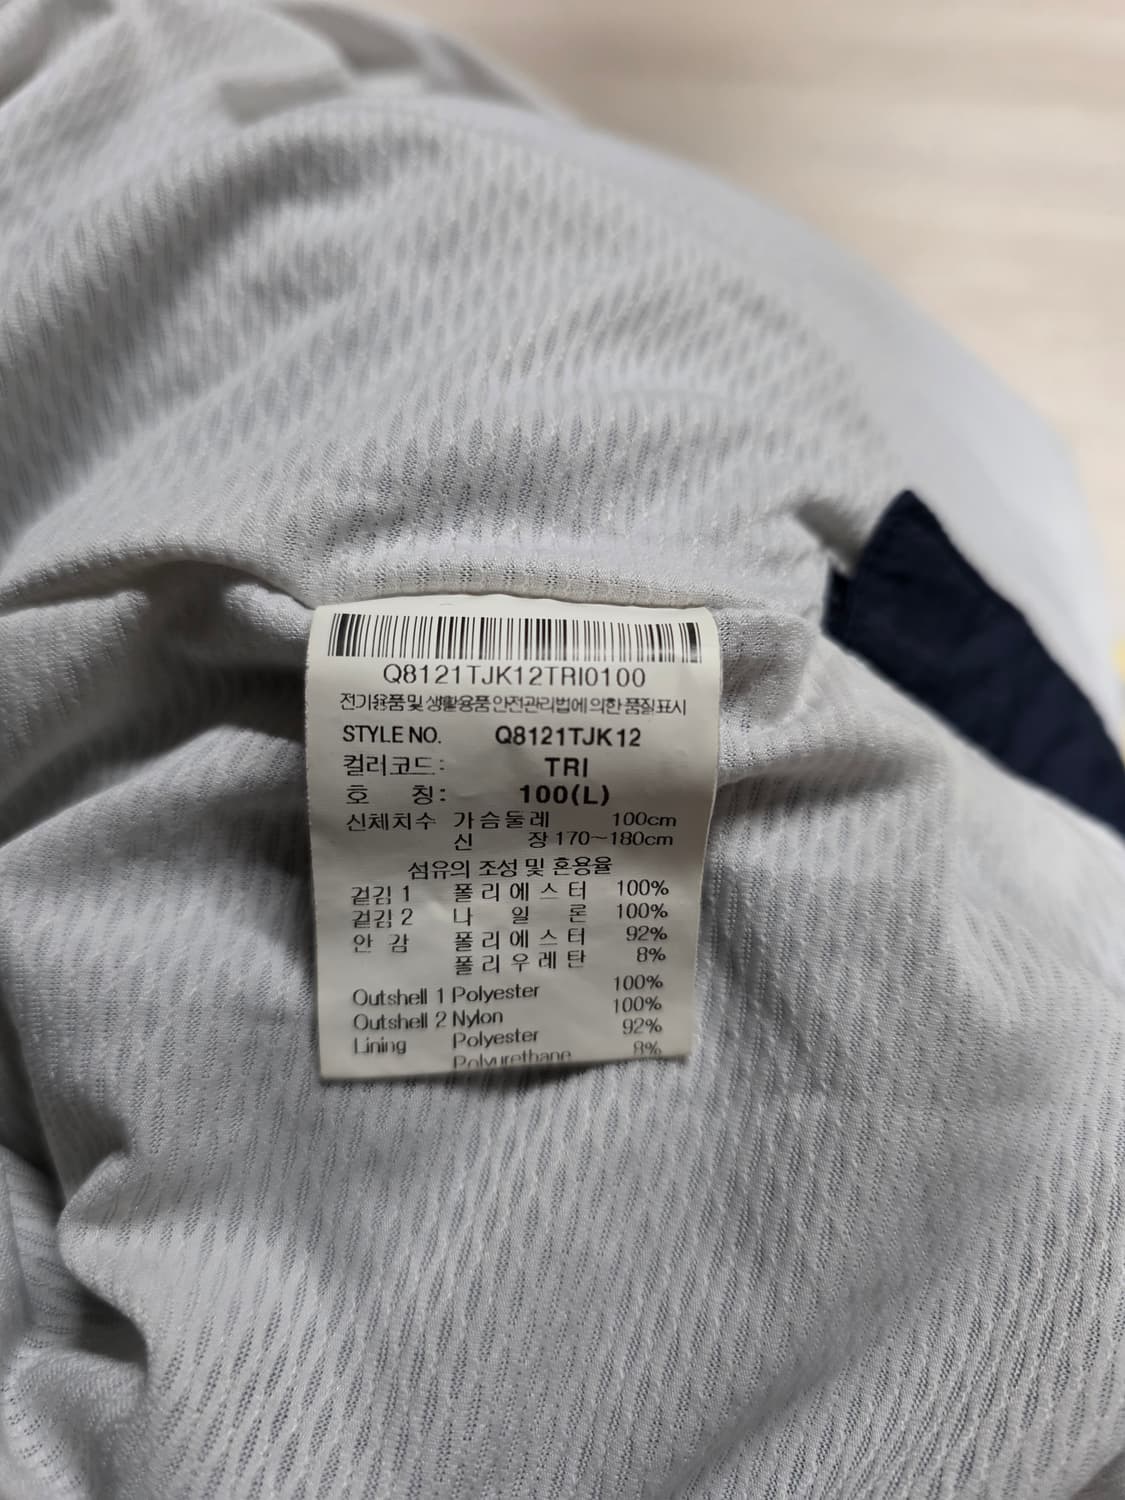 Q8121TJK12TRI0100
전기용품 및 생활용품 안전관리법에 의한 품질표시
STYLE NO. Q8121TJK12
컬러코드: TRI
호 칭: 100(L)
신체치수 가슴둘레 100cm
신 장 170~180cm
섬유의 조성 및 혼용율
겉감 1 폴리에스터 100%
겉감 2 나 일 론 100%
안 감 폴리에스터 92%
폴리우레탄 8%
Outshell 1 Polyester 100%
Outshell 2 Nylon 100%
Lining Polyester 92%
Polyurethane 8%